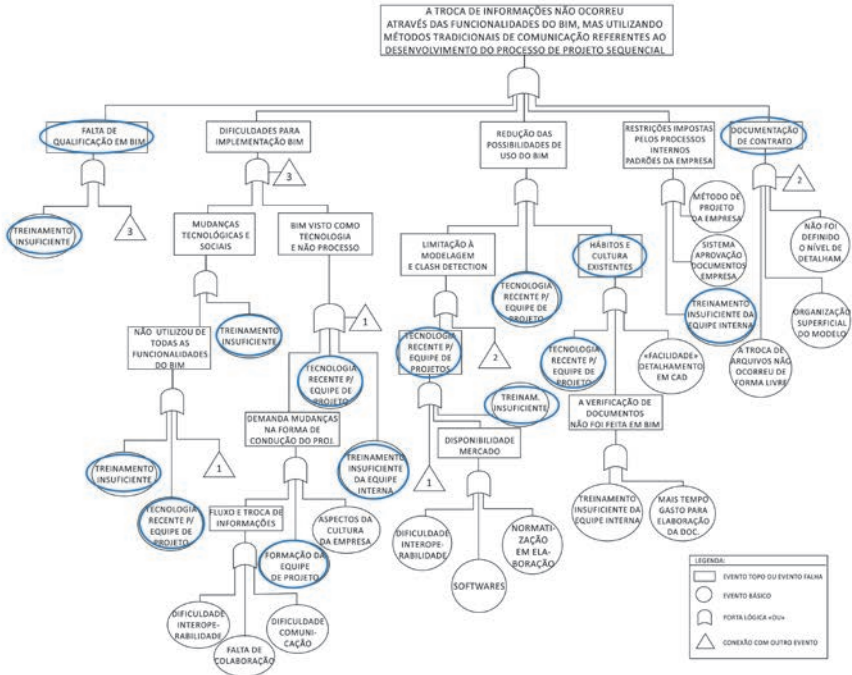 A TROCA DE INFORMAÇÕES NÃO OCORREU
ATRAVÉS DAS FUNCIONALIDADES DO BIM, MAS UTILIZANDO
MÉTODOS TRADICIONAIS DE COMUNICAÇÃO REFERENTES AO
DESENVOLVIMENTO DO PROCESSO DE PROJETO SEQUENCIAL
FALTA DE
QUALIFICAÇÃO EM BIM
DIFICULDADES PARA
IMPLEMENTAÇÃO BIM
REDUÇÃO DAS
POSSIBILIDADES DE
USO DO BIM
RESTRIÇÕES IMPOSTAS
PELOS PROCESSOS
INTERNOS
PADRÕES DA EMPRESA
DOCUMENTAÇÃO
DE CONTRATO
3
2
TREINAMENTO
INSUFICIENTE
3
MUDANÇAS
TECNOLÓGICAS E
SOCIAIS
BIM VISTO COMO
TECNOLOGIA
E NÃO PROCESSO
LIMITAÇÃO À
MODELAGEM
E CLASH DETECTION
HÁBITOS E
CULTURA
EXISTENTES
MÉTODO DE
PROJETO
DA EMPRESA
NÃO FOI
DEFINIDO
O NÍVEL DE
DETALHAM.
SISTEMA
APROVAÇÃO
DOCUMENTOS
EMPRESA
TECNOLOGIA
RECENTE P/
EQUIPE DE
PROJETO
TREINAMENTO
INSUFICIENTE DA
EQUIPE INTERNA
ORGANIZAÇÃO
SUPERFICIAL
DO MODELO
NÃO UTILIZOU DE
TODAS AS
FUNCIONALIDADES
DO BIM
TREINAMENTO
INSUFICIENTE
1
TECNOLOGIA
RECENTE P/
EQUIPE DE
PROJETO
TECNOLOGIA
RECENTE P/
EQUIPE DE
PROJETOS
2
TECNOLOGIA
RECENTE P/
EQUIPE DE
PROJETO
«FACILIDADE»
DETALHAMENTO
EM CAD
A TROCA DE
ARQUIVOS NÃO
OCORREU DE
FORMA LIVRE
TREINAM.
INSUFICIENTE
A VERIFICAÇÃO DE
DOCUMENTOS
NÃO FOI FEITA EM BIM
DEMANDA MUDANÇAS
NA FORMA DE
CONDUÇÃO DO PROJ.
DISPONIBILIDADE
MERCADO
TREINAMENTO
INSUFICIENTE
1
TREINAMENTO
INSUFICIENTE
DA EQUIPE
INTERNA
1
TECNOLOGIA
RECENTE P/
EQUIPE DE
PROJETO
FLUXO E TROCA DE
INFORMAÇÕES
ASPECTOS DA
CULTURA
DA EMPRESA
FORMAÇÃO DA
EQUIPE
DE PROJETO
DIFICULDADE
INTEROPE-
RABILIDADE
SOFTWARES
NORMATI-
ZAÇÃO
EM ELA-
BORAÇÃO
TREINAMENTO
INSUFICIENTE DA
EQUIPE INTERNA
MAIS TEMPO
GASTO PARA
ELABORAÇÃO
DA DOC.
DIFICULDADE
INTEROPE-
RABILIDADE
FALTA DE
COLABORAÇÃO
DIFICULDADE
COMUNI-
CAÇÃO
LEGENDA:
EVENTO TOPO OU EVENTO FALHA
EVENTO BÁSICO
PORTA LÓGICA «OU»
CONEXÃO COM OUTRO EVENTO